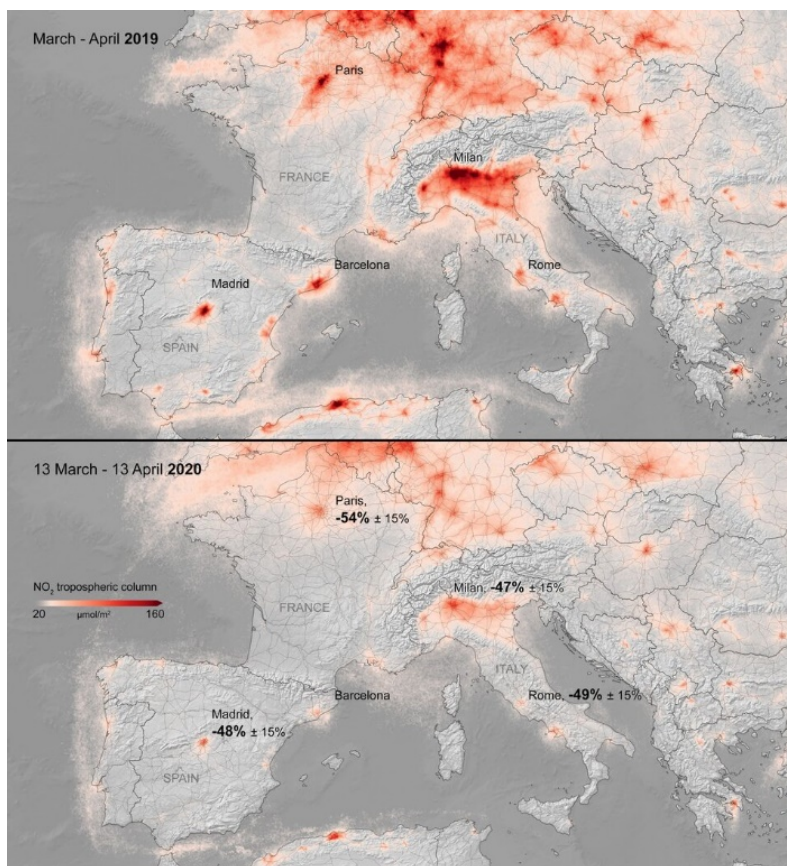 March - April 2019
Paris
FRANCE
Milan
ITALY
Barcelona
Rome
Madrid
SPAIN
13 March - 13 April 2020
Paris,
-54% ± 15%
NO₂ tropospheric column
20 µmol/m² 160
Milan, -47% ± 15%
FRANCE
ITALY
Barcelona
Rome, -49% ± 15%
Madrid,
-48% ± 15%
SPAIN